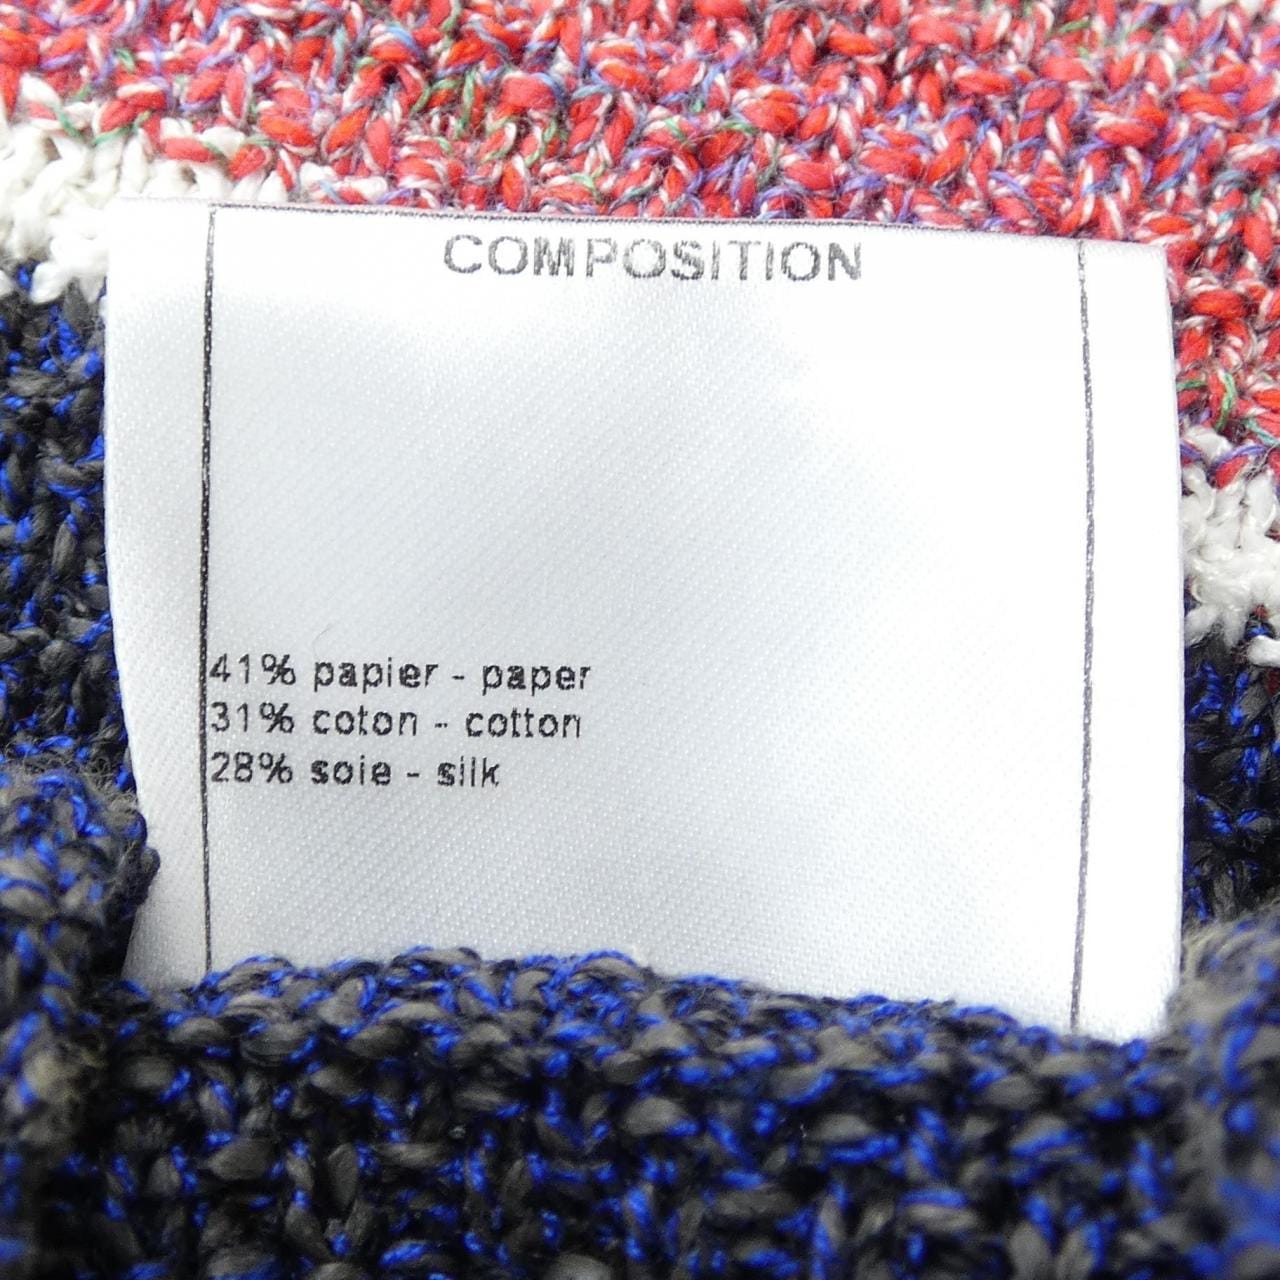 COMPOSITION
41% papier - paper
31% coton - cotton
28% soie - silk